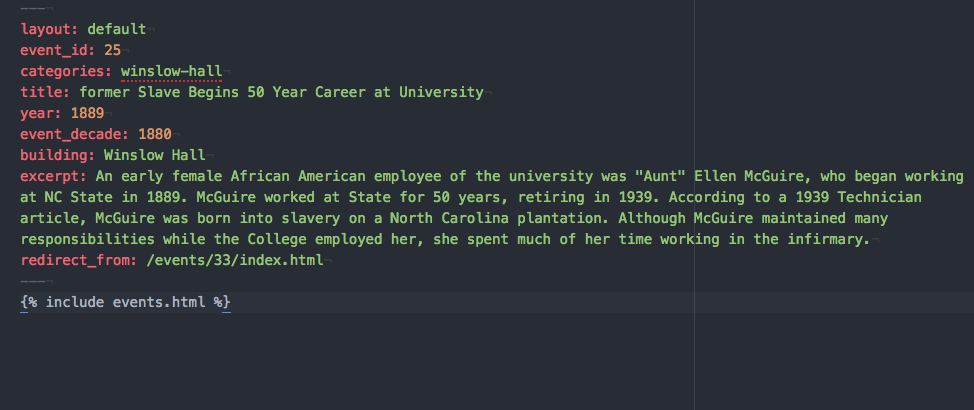 ---
layout: default
event_id: 25
categories: winslow-hall
title: former Slave Begins 50 Year Career at University
year: 1889
event_decade: 1880
building: Winslow Hall
excerpt: An early female African American employee of the university was "Aunt" Ellen McGuire, who began working
at NC State in 1889. McGuire worked at State for 50 years, retiring in 1939. According to a 1939 Technician
article, McGuire was born into slavery on a North Carolina plantation. Although McGuire maintained many
responsibilities while the College employed her, she spent much of her time working in the infirmary.
redirect_from: /events/33/index.html
---
{% include events.html %}